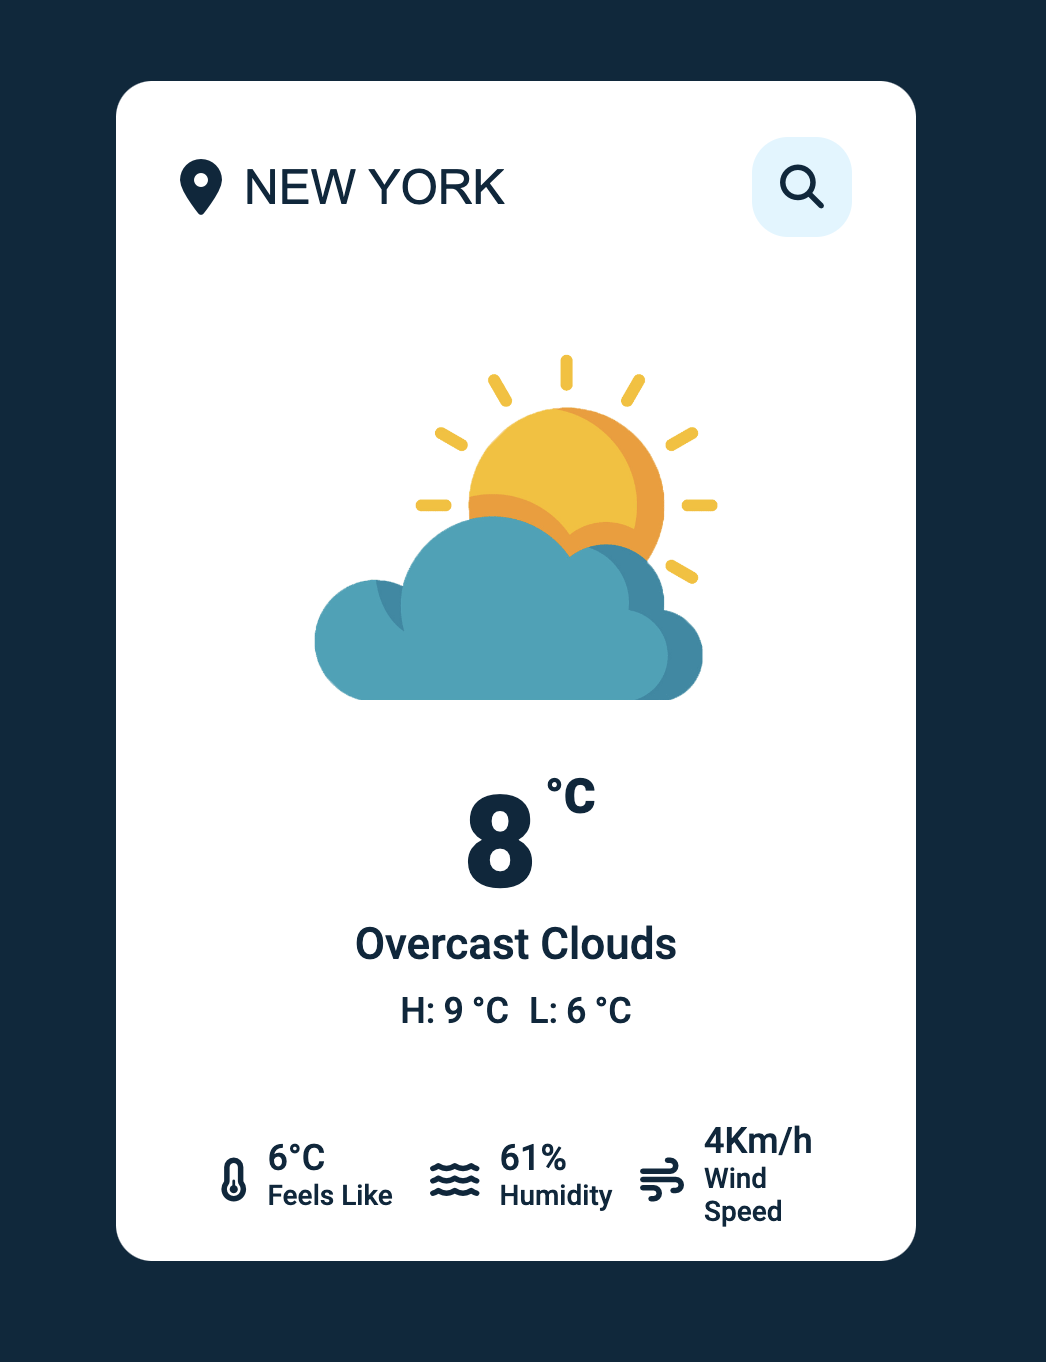 NEW YORK
8 °C
Overcast Clouds
H: 9 °C L: 6 °C
6°C
Feels Like
61%
Humidity
4Km/h
Wind
Speed